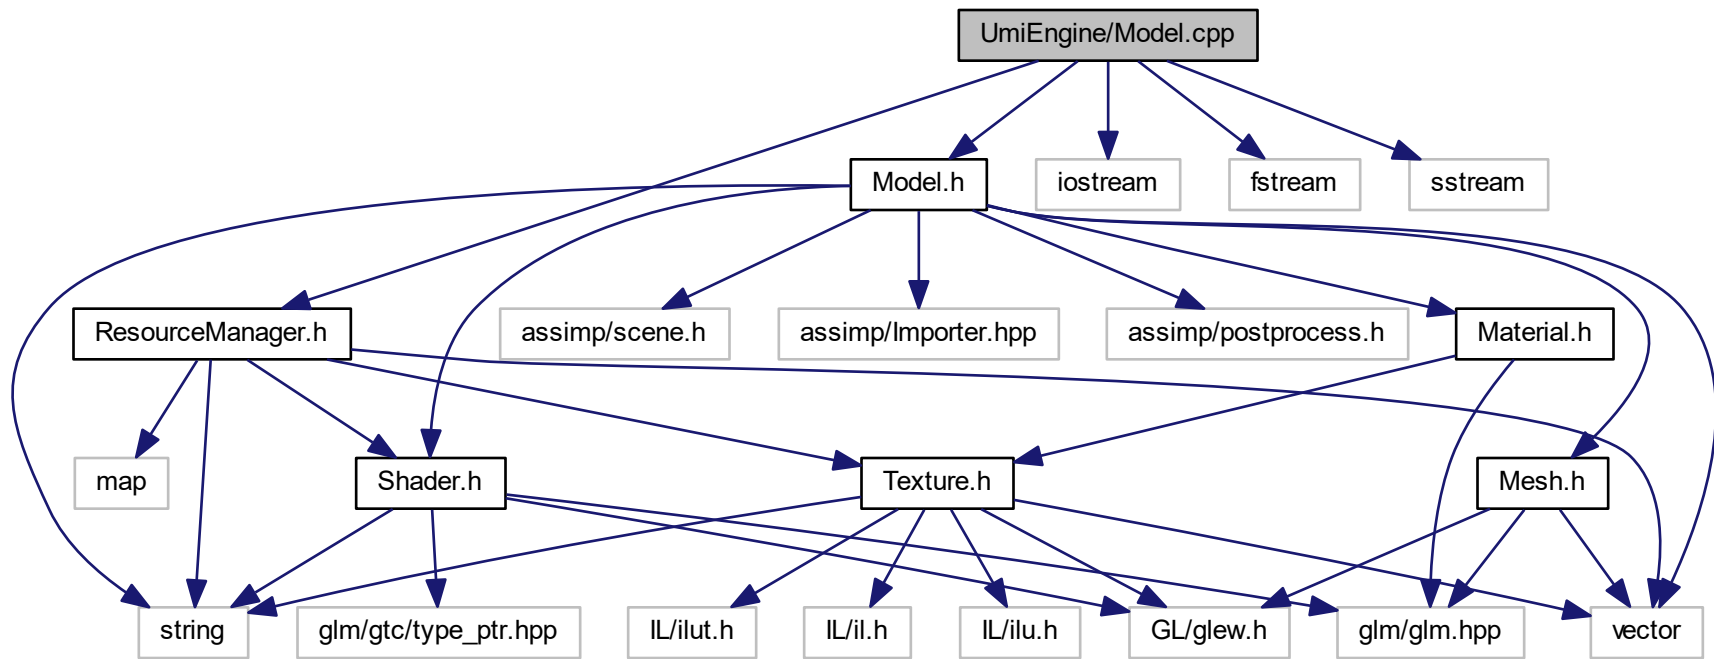 UmiEngine/Model.cpp
Model.h
iostream
fstream
sstream
ResourceManager.h
assimp/scene.h
assimp/Importer.hpp
assimp/postprocess.h
Material.h
map
Shader.h
Texture.h
Mesh.h
string
glm/gtc/type_ptr.hpp
IL/ilut.h
IL/il.h
IL/ilu.h
GL/glew.h
glm/glm.hpp
vector